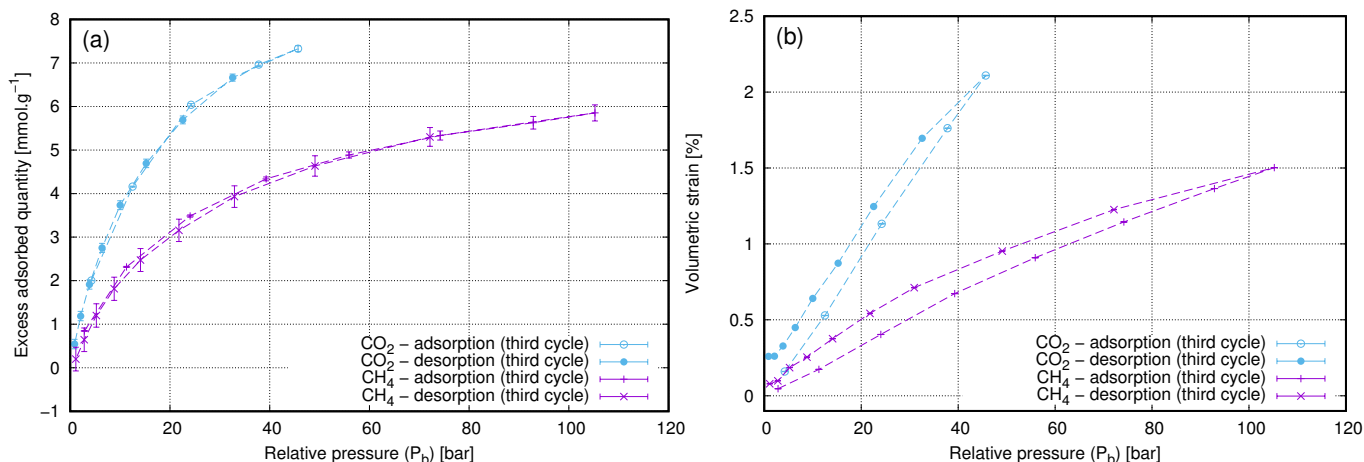 (a)
Excess adsorbed quantity [mmol.g⁻¹]
8
7
6
5
4
3
2
1
0
−1
CO₂ − adsorption (third cycle)
CO₂ − desorption (third cycle)
CH₄ − adsorption (third cycle)
CH₄ − desorption (third cycle)
0 20 40 60 80 100 120
Relative pressure (Pb) [bar]
(b)
Volumetric strain [%]
2.5
2
1.5
1
0.5
0
CO₂ − adsorption (third cycle)
CO₂ − desorption (third cycle)
CH₄ − adsorption (third cycle)
CH₄ − desorption (third cycle)
0 20 40 60 80 100 120
Relative pressure (Pb) [bar]